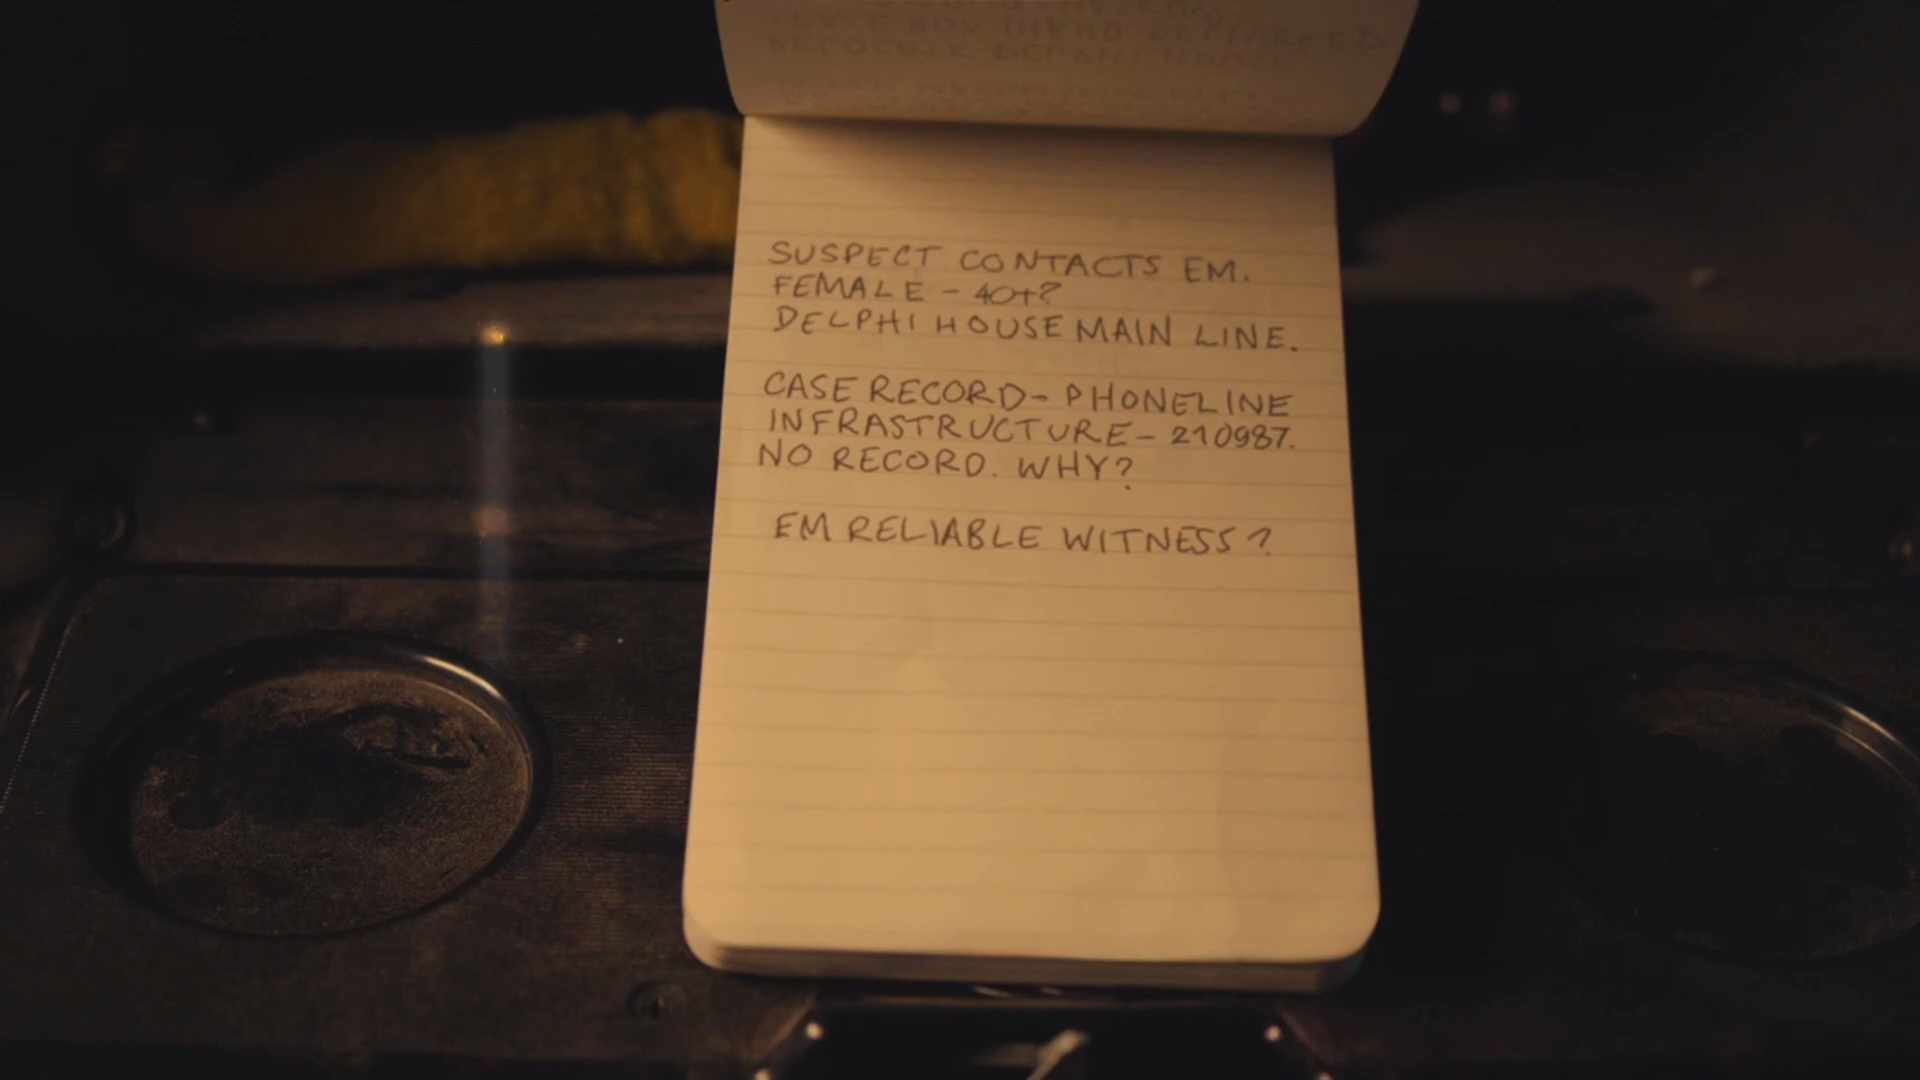 SUSPECT CONTACTS EM.
FEMALE - 40+?
DELPHI HOUSE MAIN LINE.
CASE RECORD - PHONELINE
INFRASTRUCTURE - 210987.
NO RECORD. WHY?
EM RELIABLE WITNESS?